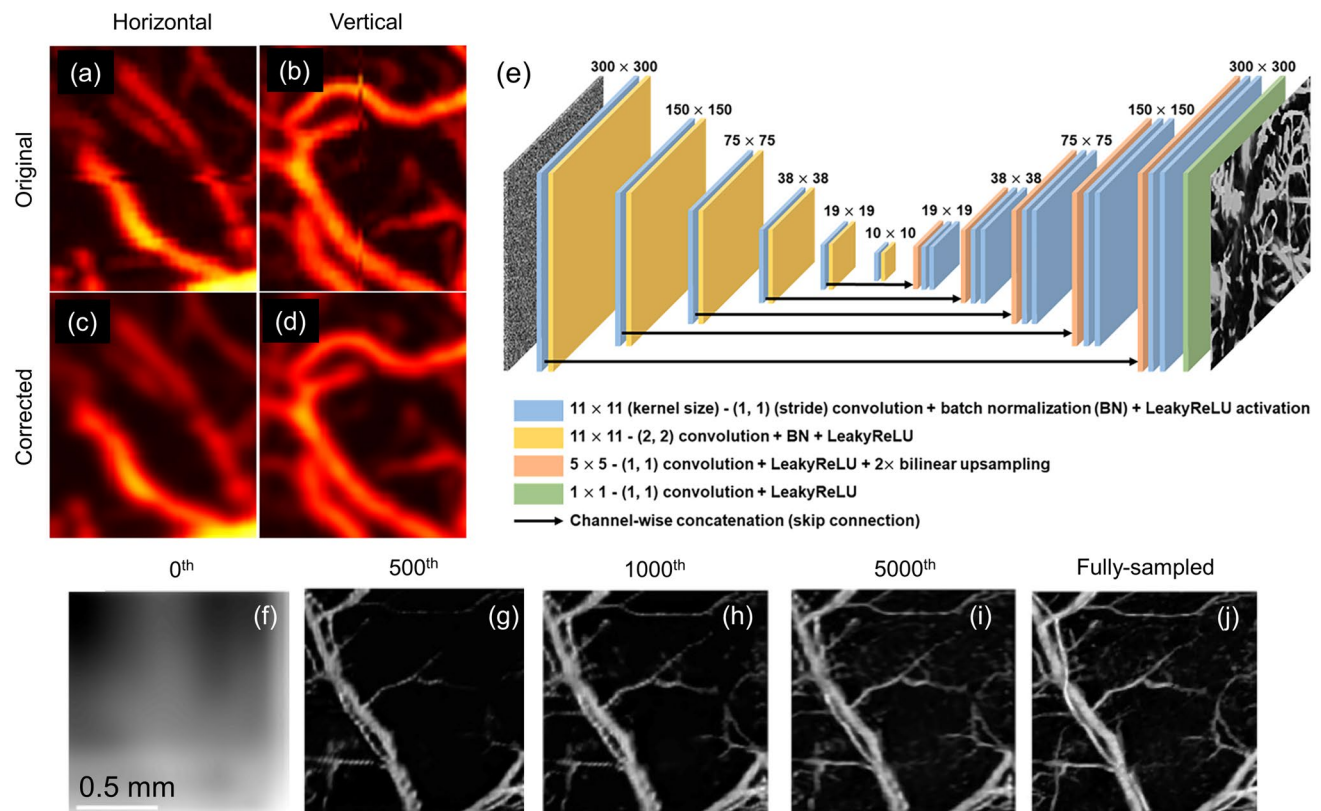 Horizontal
Vertical
Original
(a)
(b)
Corrected
(c)
(d)
(e)
300 × 300
150 × 150
75 × 75
38 × 38
19 × 19
10 × 10
19 × 19
38 × 38
75 × 75
150 × 150
300 × 300
11 × 11 (kernel size) - (1, 1) (stride) convolution + batch normalization (BN) + LeakyReLU activation
11 × 11 - (2, 2) convolution + BN + LeakyReLU
5 × 5 - (1, 1) convolution + LeakyReLU + 2× bilinear upsampling
1 × 1 - (1, 1) convolution + LeakyReLU
Channel-wise concatenation (skip connection)
0th
500th
1000th
5000th
Fully-sampled
(f)
(g)
(h)
(i)
(j)
0.5 mm